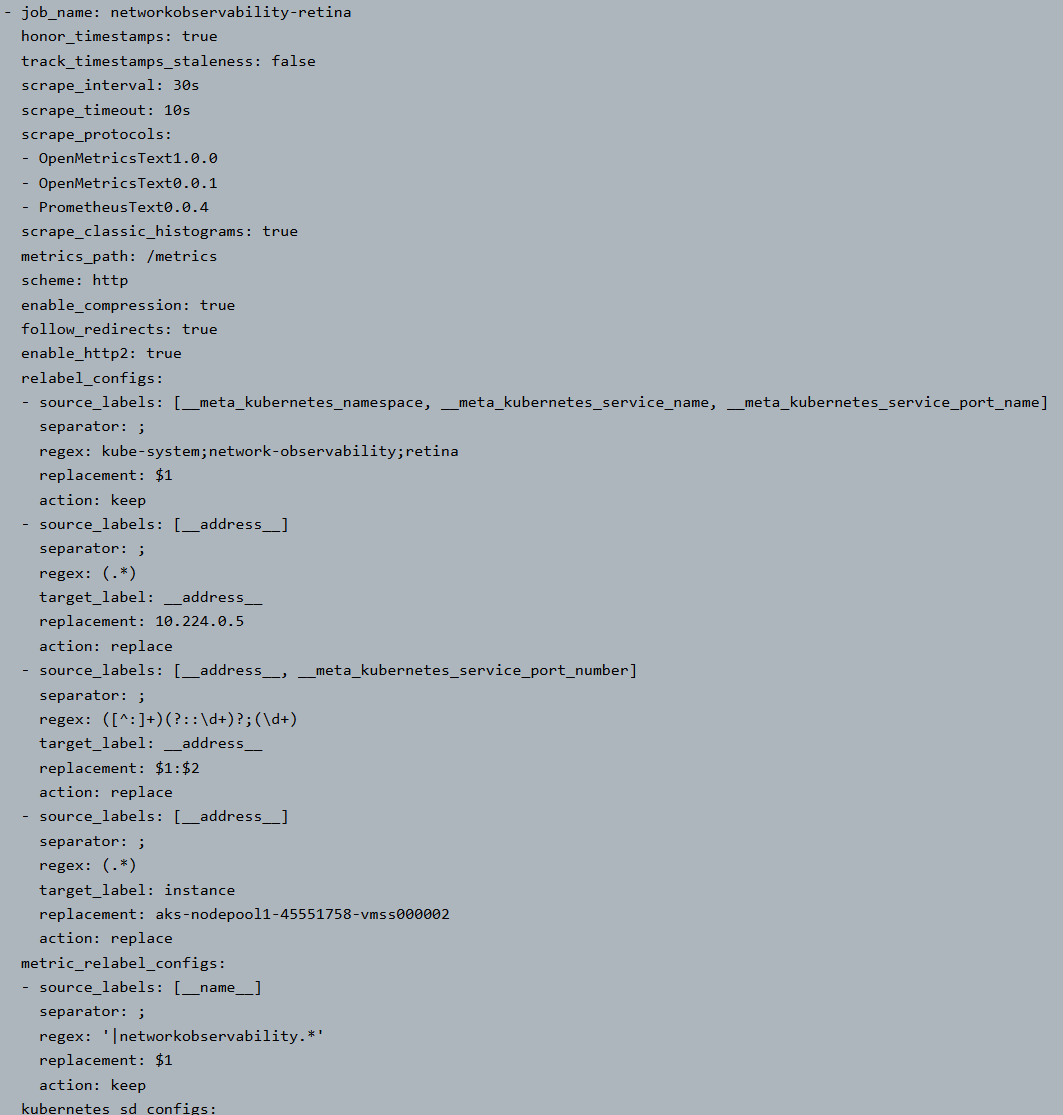 - job_name: networkobservability-retina
  honor_timestamps: true
  track_timestamps_staleness: false
  scrape_interval: 30s
  scrape_timeout: 10s
  scrape_protocols:
  - OpenMetricsText1.0.0
  - OpenMetricsText0.0.1
  - PrometheusText0.0.4
  scrape_classic_histograms: true
  metrics_path: /metrics
  scheme: http
  enable_compression: true
  follow_redirects: true
  enable_http2: true
  relabel_configs:
  - source_labels: [__meta_kubernetes_namespace, __meta_kubernetes_service_name, __meta_kubernetes_service_port_name]
    separator: ;
    regex: kube-system;network-observability;retina
    replacement: $1
    action: keep
  - source_labels: [__address__]
    separator: ;
    regex: (.*)
    target_label: __address__
    replacement: 10.224.0.5
    action: replace
  - source_labels: [__address__, __meta_kubernetes_service_port_number]
    separator: ;
    regex: ([^:]+)(?::\d+)?;(\d+)
    target_label: __address__
    replacement: $1:$2
    action: replace
  - source_labels: [__address__]
    separator: ;
    regex: (.*)
    target_label: instance
    replacement: aks-nodepool1-45551758-vmss000002
    action: replace
  metric_relabel_configs:
  - source_labels: [__name__]
    separator: ;
    regex: '|networkobservability.*'
    replacement: $1
    action: keep
  kubernetes_sd_configs: